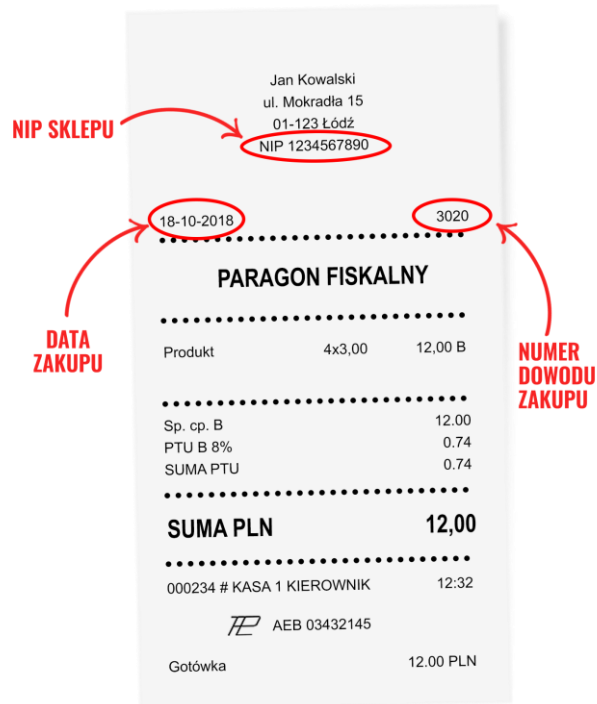 Jan Kowalski
ul. Mokradła 15
01-123 Łódź
NIP SKLEPU
NIP 1234567890
18-10-2018 3020
PARAGON FISKALNY
DATA
ZAKUPU
NUMER
DOWODU
ZAKUPU
Produkt 4x3,00 12,00 B
Sp. cp. B 12.00
PTU B 8% 0.74
SUMA PTU 0.74
SUMA PLN 12,00
000234 # KASA 1 KIEROWNIK 12:32
AEB 03432145
Gotówka 12.00 PLN